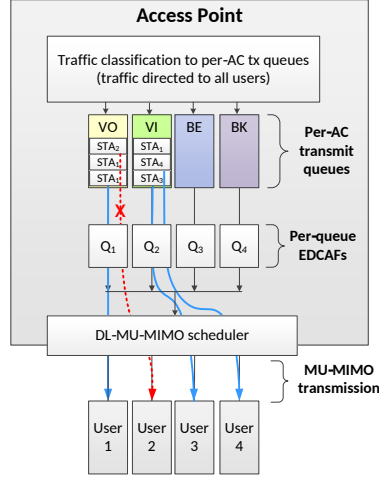 Access Point
Traffic classification to per-AC tx queues
(traffic directed to all users)
VO
VI
BE
BK
STA2
STA1
STA1
STA1
STA4
STA3
Per-AC
transmit
queues
X
Q1
Q2
Q3
Q4
Per-queue
EDCAFs
DL-MU-MIMO scheduler
MU-MIMO
transmission
User
1
User
2
User
3
User
4